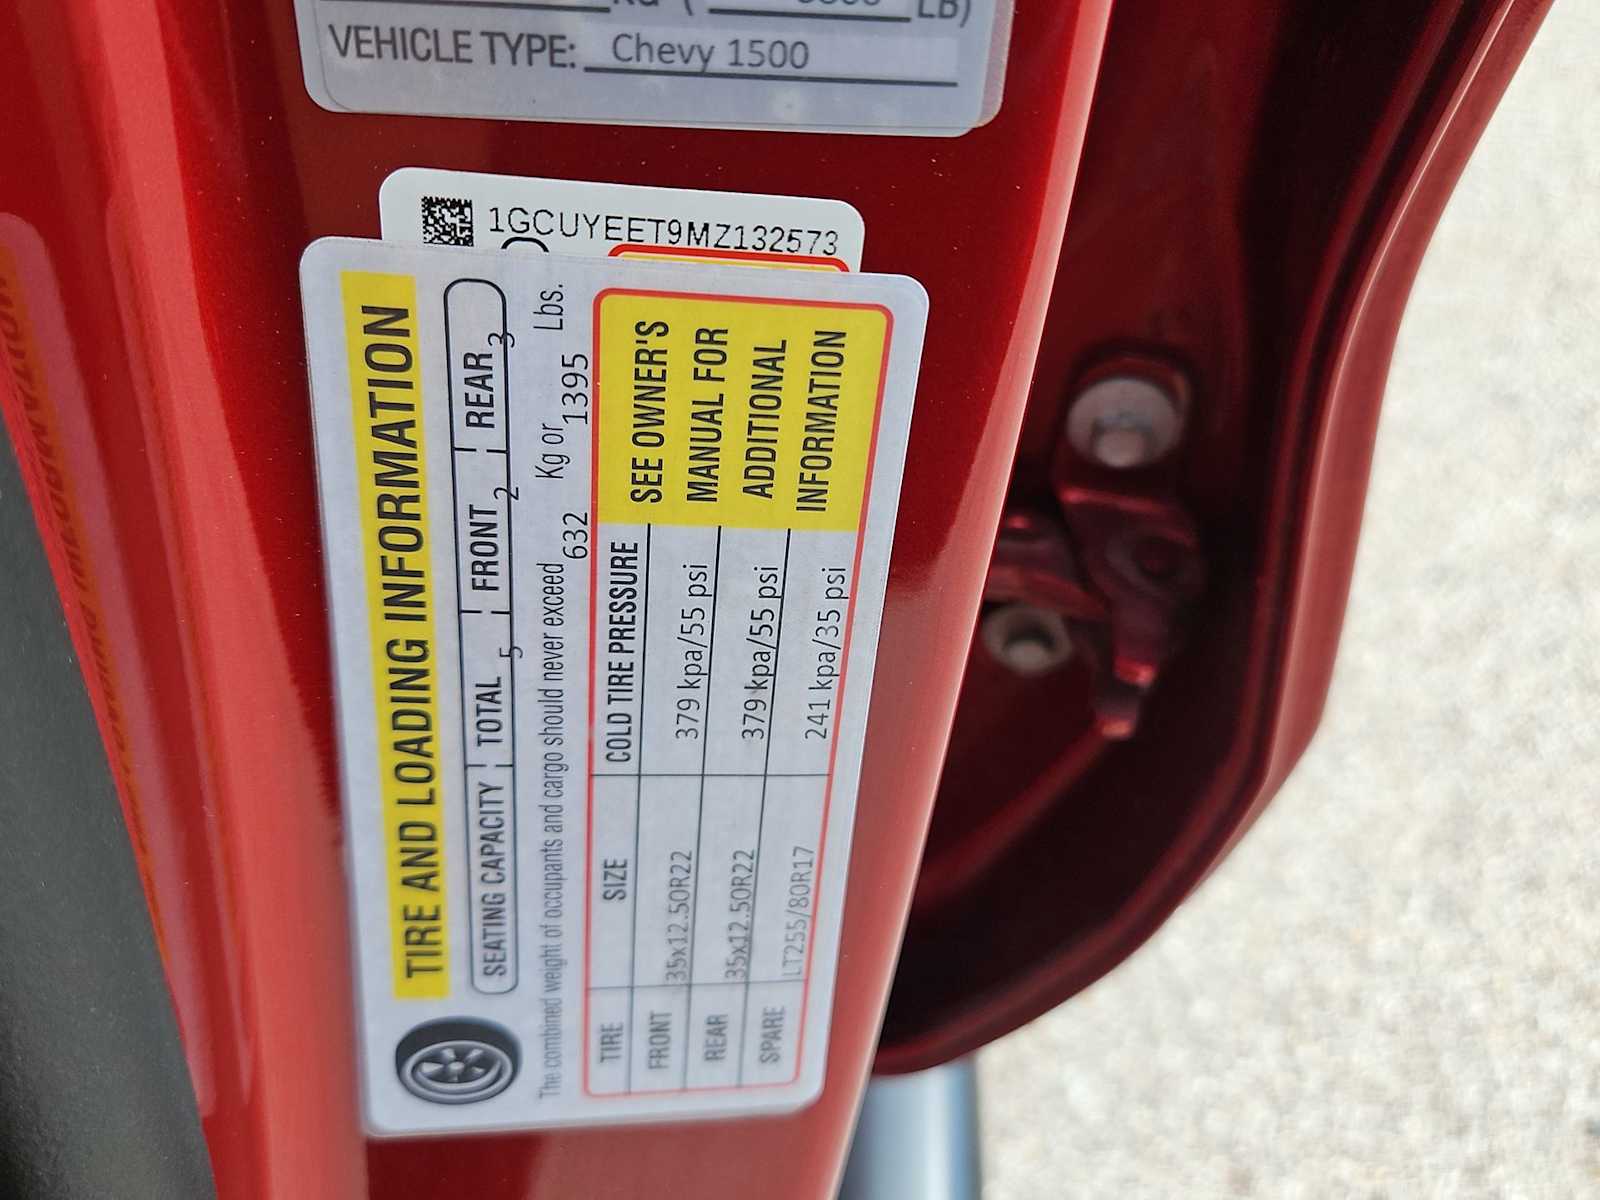 LB)
VEHICLE TYPE: Chevy 1500
1GCUYEET9MZ132573
TIRE AND LOADING INFORMATION
SEATING CAPACITY TOTAL 5 FRONT 2 REAR 3
The combined weight of occupants and cargo should never exceed 632 Kg or 1395 Lbs.
TIRE SIZE COLD TIRE PRESSURE
FRONT 35x12.50R22 379 kpa/55 psi
REAR 35x12.50R22 379 kpa/55 psi
SPARE LT255/80R17 241 kpa/35 psi
SEE OWNER'S
MANUAL FOR
ADDITIONAL
INFORMATION